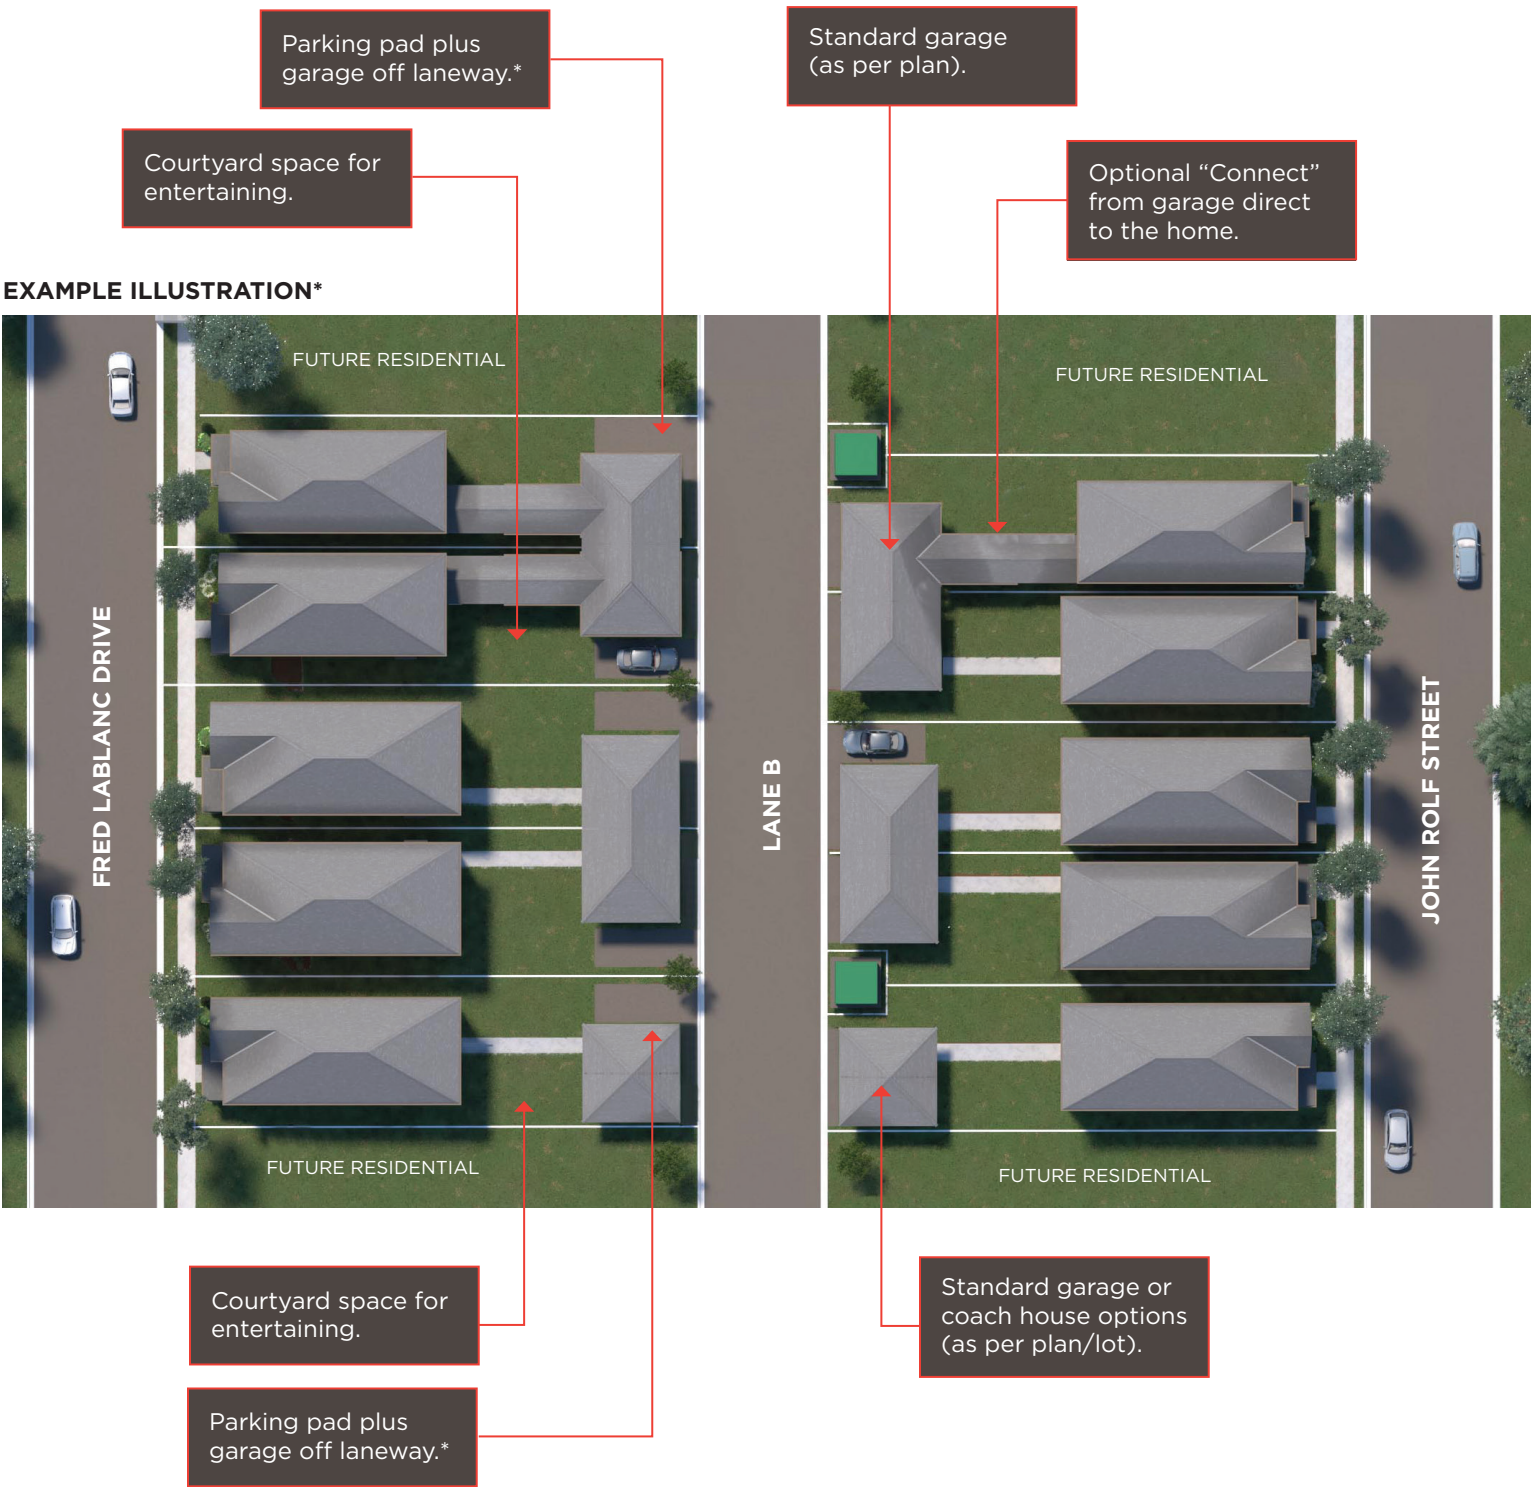 Parking pad plus
garage off laneway.*
Standard garage
(as per plan).
Courtyard space for
entertaining.
Optional “Connect”
from garage direct
to the home.
EXAMPLE ILLUSTRATION*
FUTURE RESIDENTIAL
FUTURE RESIDENTIAL
FRED LABLANC DRIVE
LANE B
JOHN ROLF STREET
FUTURE RESIDENTIAL
FUTURE RESIDENTIAL
Courtyard space for
entertaining.
Standard garage or
coach house options
(as per plan/lot).
Parking pad plus
garage off laneway.*